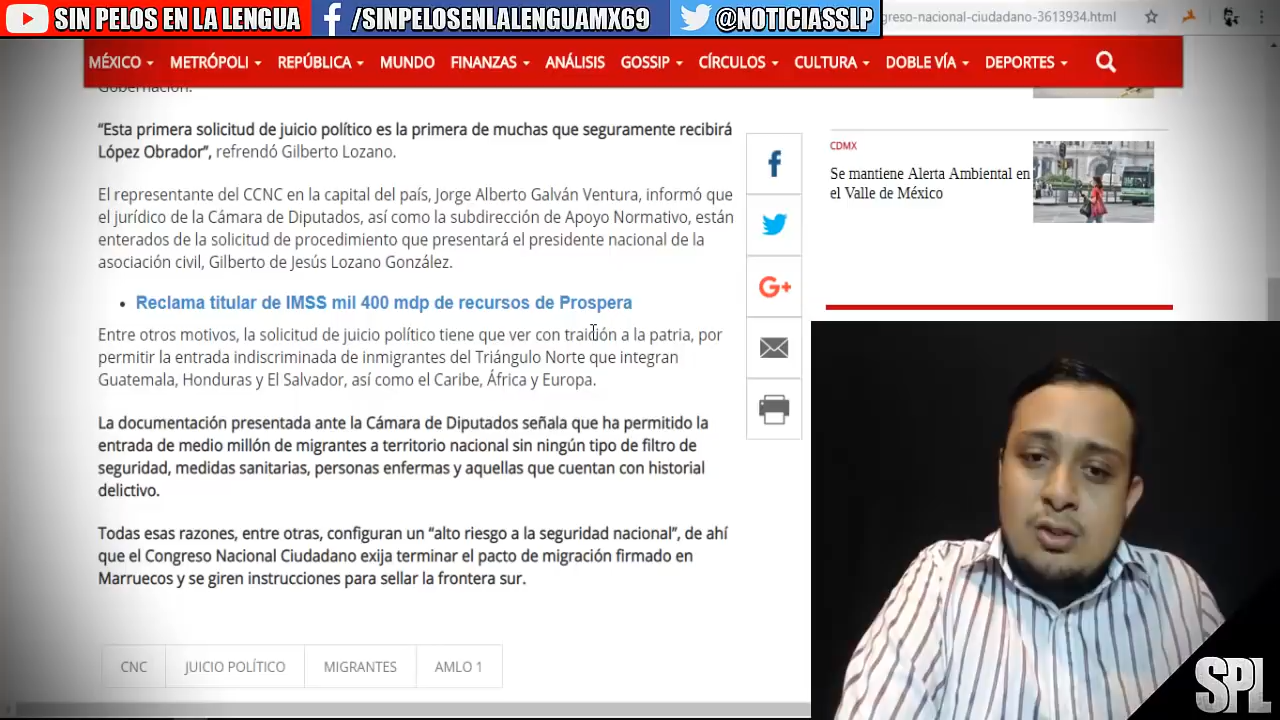 SIN PELOS EN LA LENGUA
/SINPELOSENLALENGUAMX69
@NOTICIASSLP
greso-nacional-ciudadano-3613934.html
MÉXICO
METRÓPOLI
REPÚBLICA
MUNDO
FINANZAS
ANÁLISIS
GOSSIP
CÍRCULOS
CULTURA
DOBLE VÍA
DEPORTES
Gobernación.
“Esta primera solicitud de juicio político es la primera de muchas que seguramente recibirá
López Obrador”, refrendó Gilberto Lozano.
El representante del CCNC en la capital del país, Jorge Alberto Galván Ventura, informó que
el jurídico de la Cámara de Diputados, así como la subdirección de Apoyo Normativo, están
enterados de la solicitud de procedimiento que presentará el presidente nacional de la
asociación civil, Gilberto de Jesús Lozano González.
• Reclama titular de IMSS mil 400 mdp de recursos de Prospera
Entre otros motivos, la solicitud de juicio político tiene que ver con traición a la patria, por
permitir la entrada indiscriminada de inmigrantes del Triángulo Norte que integran
Guatemala, Honduras y El Salvador, así como el Caribe, África y Europa.
La documentación presentada ante la Cámara de Diputados señala que ha permitido la
entrada de medio millón de migrantes a territorio nacional sin ningún tipo de filtro de
seguridad, medidas sanitarias, personas enfermas y aquellas que cuentan con historial
delictivo.
Todas esas razones, entre otras, configuran un “alto riesgo a la seguridad nacional”, de ahí
que el Congreso Nacional Ciudadano exija terminar el pacto de migración firmado en
Marruecos y se giren instrucciones para sellar la frontera sur.
CNC
JUICIO POLÍTICO
MIGRANTES
AMLO 1
G+
CDMX
Se mantiene Alerta Ambiental en
el Valle de México
SPL